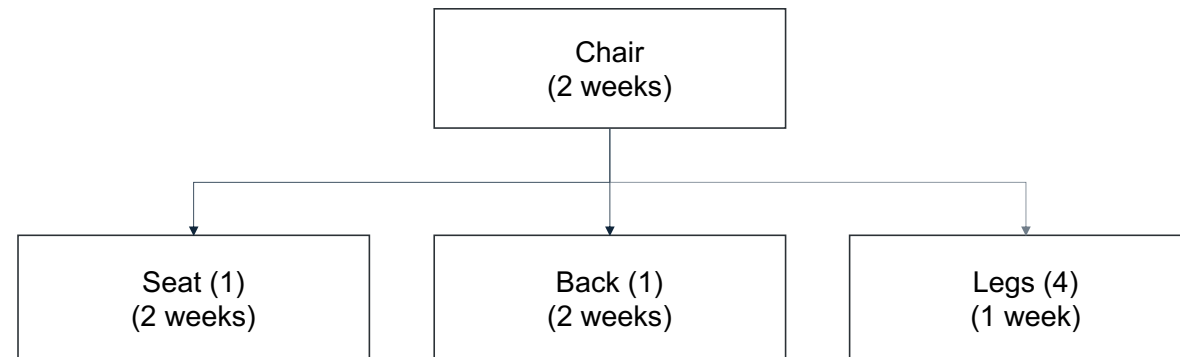 Chair
(2 weeks)
Seat (1)
(2 weeks)
Back (1)
(2 weeks)
Legs (4)
(1 week)